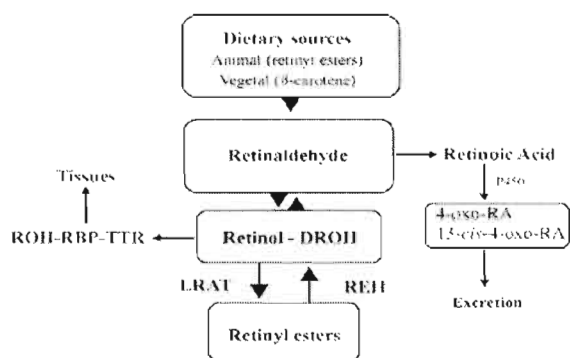 Dietary sources
Animal (retinyl esters)
Vegetal (β-carotene)
Retinaldehyde
Retinoic Acid
P450
4-oxo-RA
13-cis-4-oxo-RA
Excretion
Tissues
ROH-RBP-TTR
Retinol - DROH
LRAT
REH
Retinyl esters